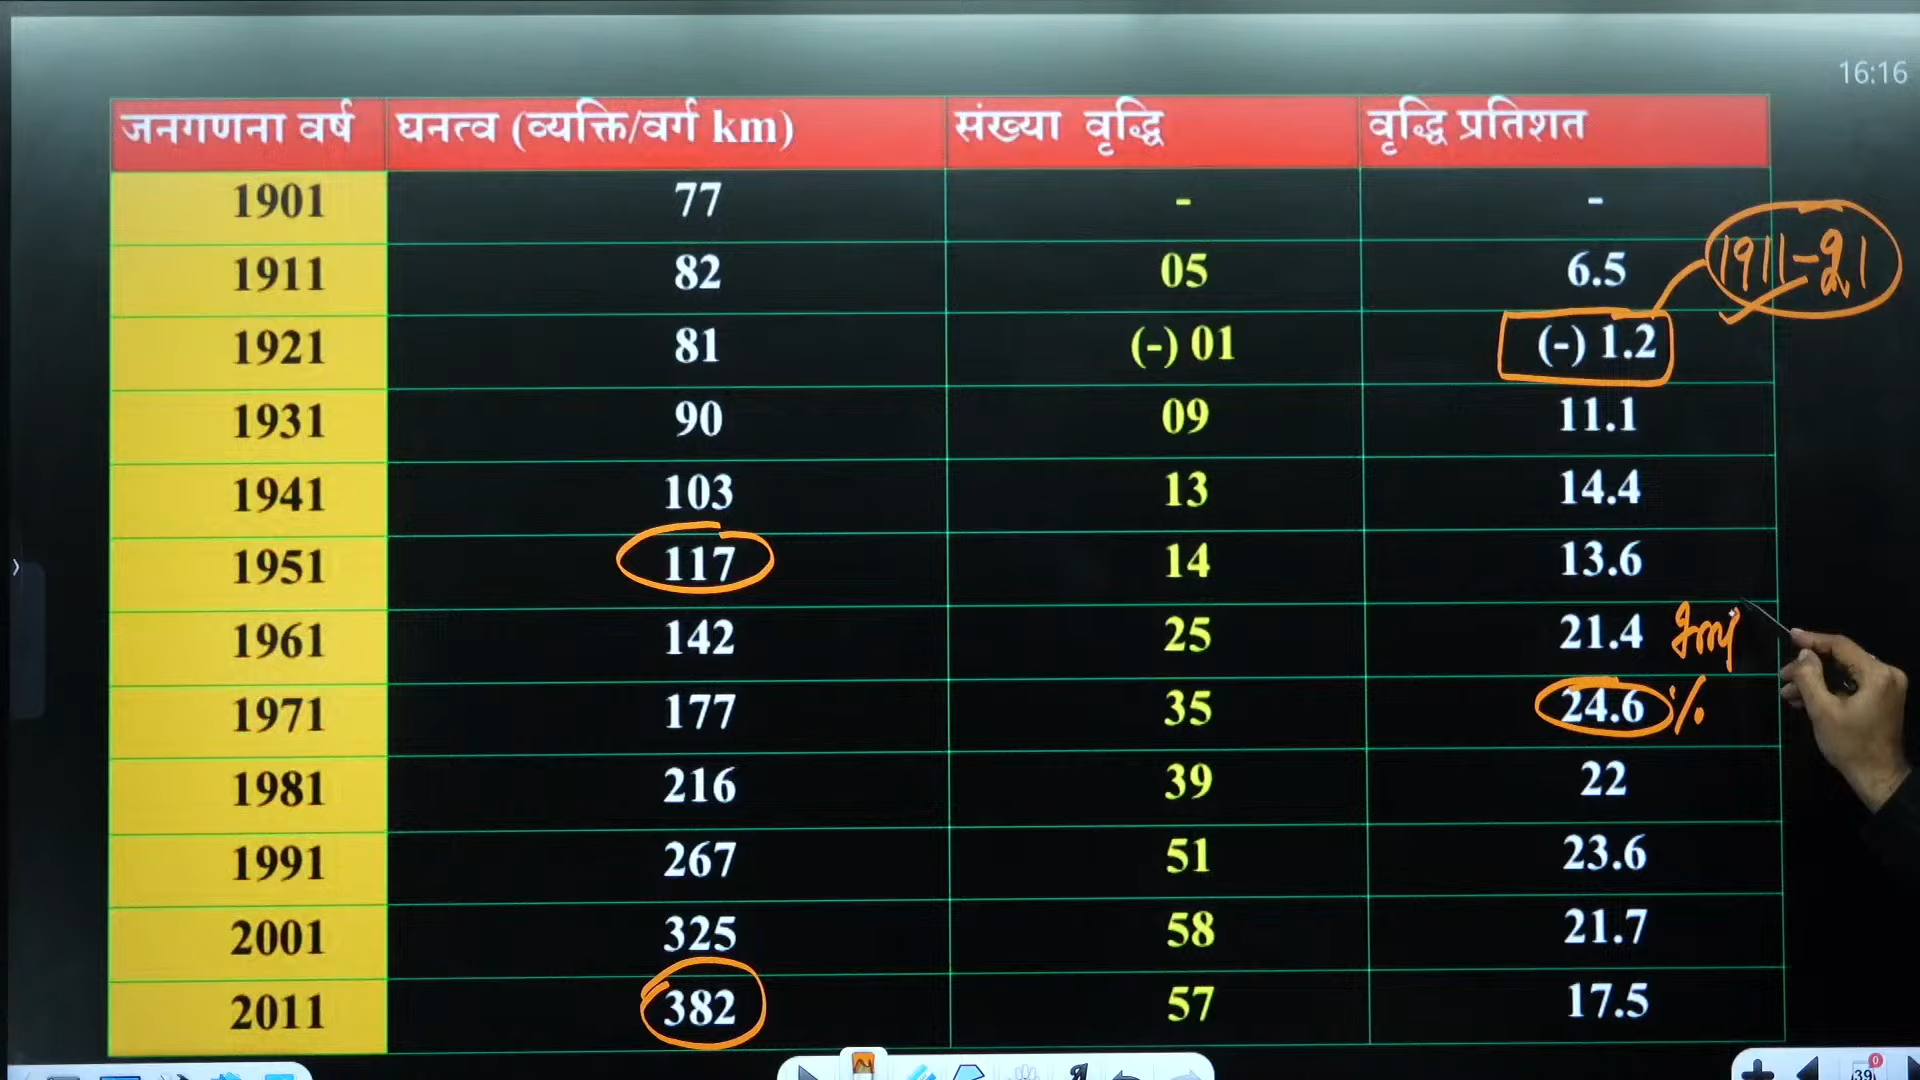 16:16
जनगणना वर्ष घनत्व (व्यक्ति/वर्ग km) संख्या वृद्धि वृद्धि प्रतिशत
1901 77 - -
1911 82 05 6.5 1911-21
1921 81 (-) 01 (-) 1.2
1931 90 09 11.1
1941 103 13 14.4
1951 117 14 13.6
1961 142 25 21.4
1971 177 35 24.6 %
1981 216 39 22
1991 267 51 23.6
2001 325 58 21.7
2011 382 57 17.5
39 0